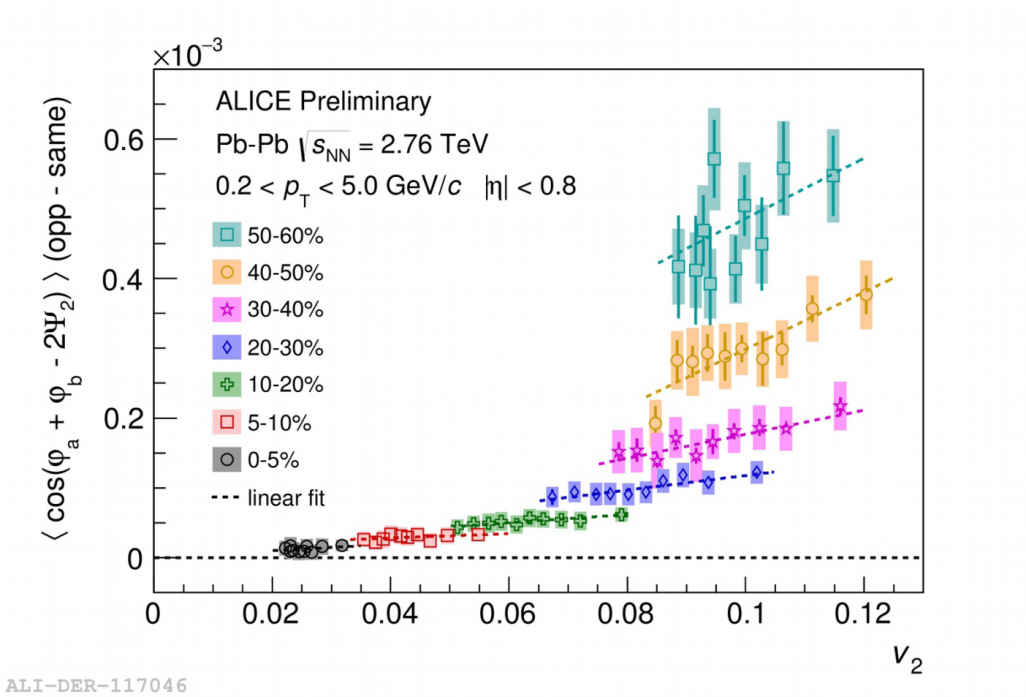 ×10⁻³
⟨ cos(φa + φb - 2Ψ2) ⟩ (opp - same)
0.6
0.4
0.2
0
ALICE Preliminary
Pb-Pb √sNN = 2.76 TeV
0.2 < pT < 5.0 GeV/c |η| < 0.8
50-60%
40-50%
30-40%
20-30%
10-20%
5-10%
0-5%
linear fit
0 0.02 0.04 0.06 0.08 0.1 0.12
v2
ALI-DER-117046